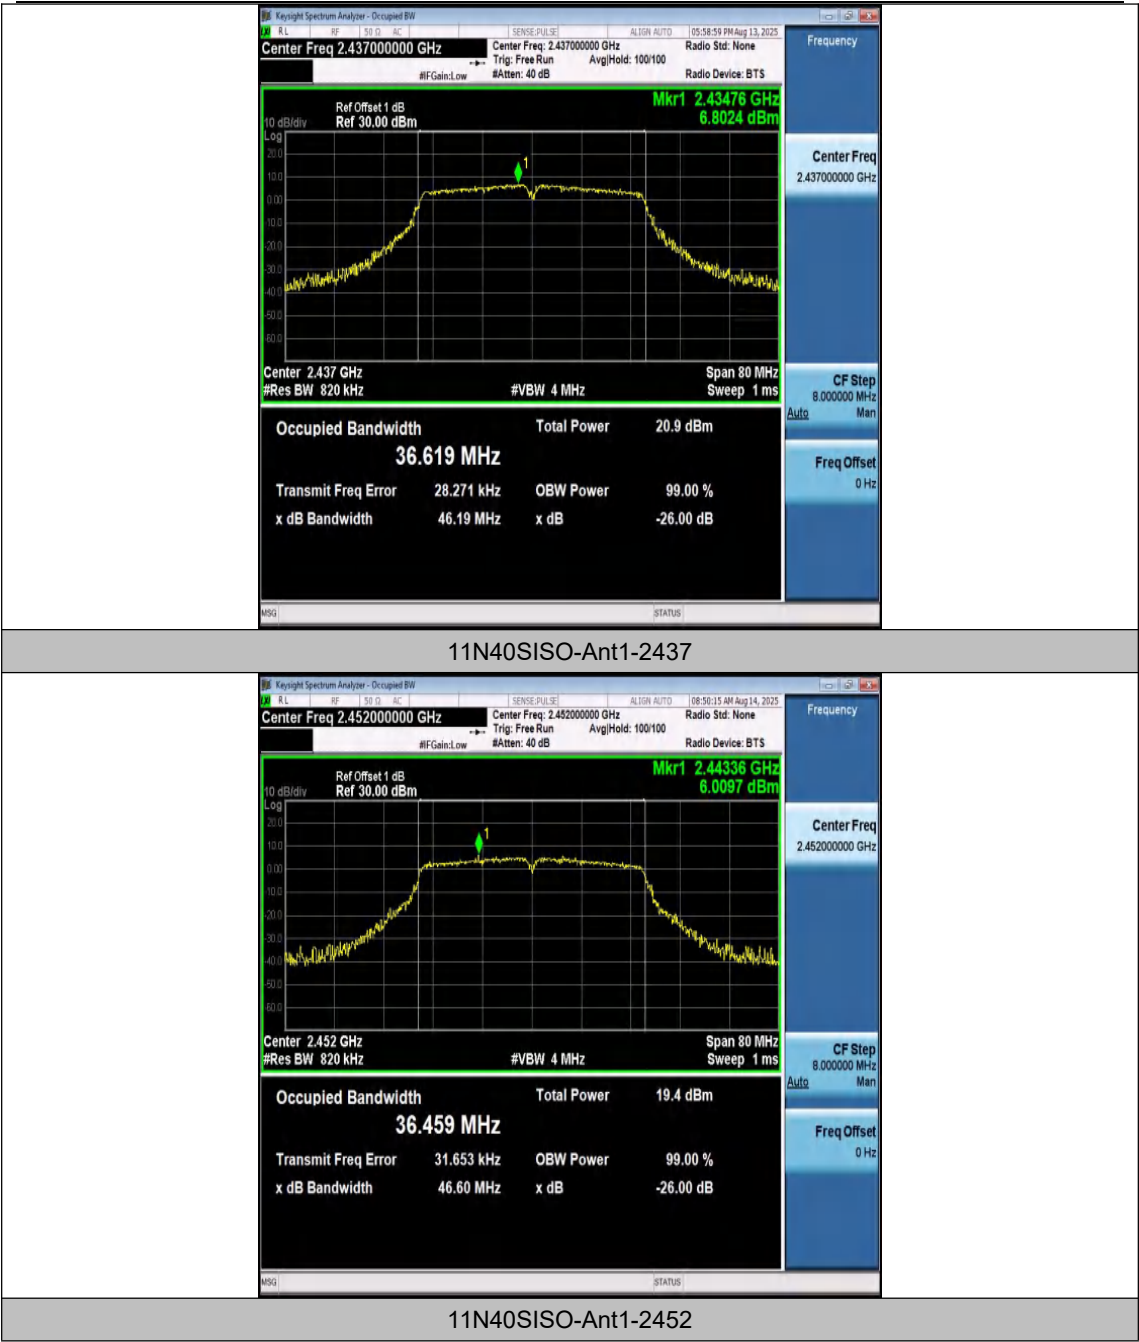 Keysight Spectrum Analyzer - Occupied BW
RL RF 50 Ω AC SENSE:PULSE ALIGN AUTO 05:58:59 PM Aug 13, 2025
Center Freq 2.437000000 GHz
Center Freq: 2.437000000 GHz
Radio Std: None
Trig: Free Run Avg|Hold: 100/100
#IFGain:Low #Atten: 40 dB Radio Device: BTS
Frequency
Mkr1 2.43476 GHz
6.8024 dBm
Ref Offset 1 dB
10 dB/div Ref 30.00 dBm
Log
20.0
10.0
0.00
-10.0
-20.0
-30.0
-40.0
-50.0
-60.0
1
Center Freq
2.437000000 GHz
Center 2.437 GHz Span 80 MHz
#Res BW 820 kHz #VBW 4 MHz Sweep 1 ms
CF Step
8.000000 MHz
Auto Man
Occupied Bandwidth Total Power 20.9 dBm
36.619 MHz
Transmit Freq Error 28.271 kHz OBW Power 99.00 %
x dB Bandwidth 46.19 MHz x dB -26.00 dB
Freq Offset
0 Hz
MSG STATUS
11N40SISO-Ant1-2437
Keysight Spectrum Analyzer - Occupied BW
RL RF 50 Ω AC SENSE:PULSE ALIGN AUTO 08:50:15 AM Aug 14, 2025
Center Freq 2.452000000 GHz
Center Freq: 2.452000000 GHz
Radio Std: None
Trig: Free Run Avg|Hold: 100/100
#IFGain:Low #Atten: 40 dB Radio Device: BTS
Frequency
Mkr1 2.44336 GHz
6.0097 dBm
Ref Offset 1 dB
10 dB/div Ref 30.00 dBm
Log
20.0
10.0
0.00
-10.0
-20.0
-30.0
-40.0
-50.0
-60.0
1
Center Freq
2.452000000 GHz
Center 2.452 GHz Span 80 MHz
#Res BW 820 kHz #VBW 4 MHz Sweep 1 ms
CF Step
8.000000 MHz
Auto Man
Occupied Bandwidth Total Power 19.4 dBm
36.459 MHz
Transmit Freq Error 31.653 kHz OBW Power 99.00 %
x dB Bandwidth 46.60 MHz x dB -26.00 dB
Freq Offset
0 Hz
MSG STATUS
11N40SISO-Ant1-2452